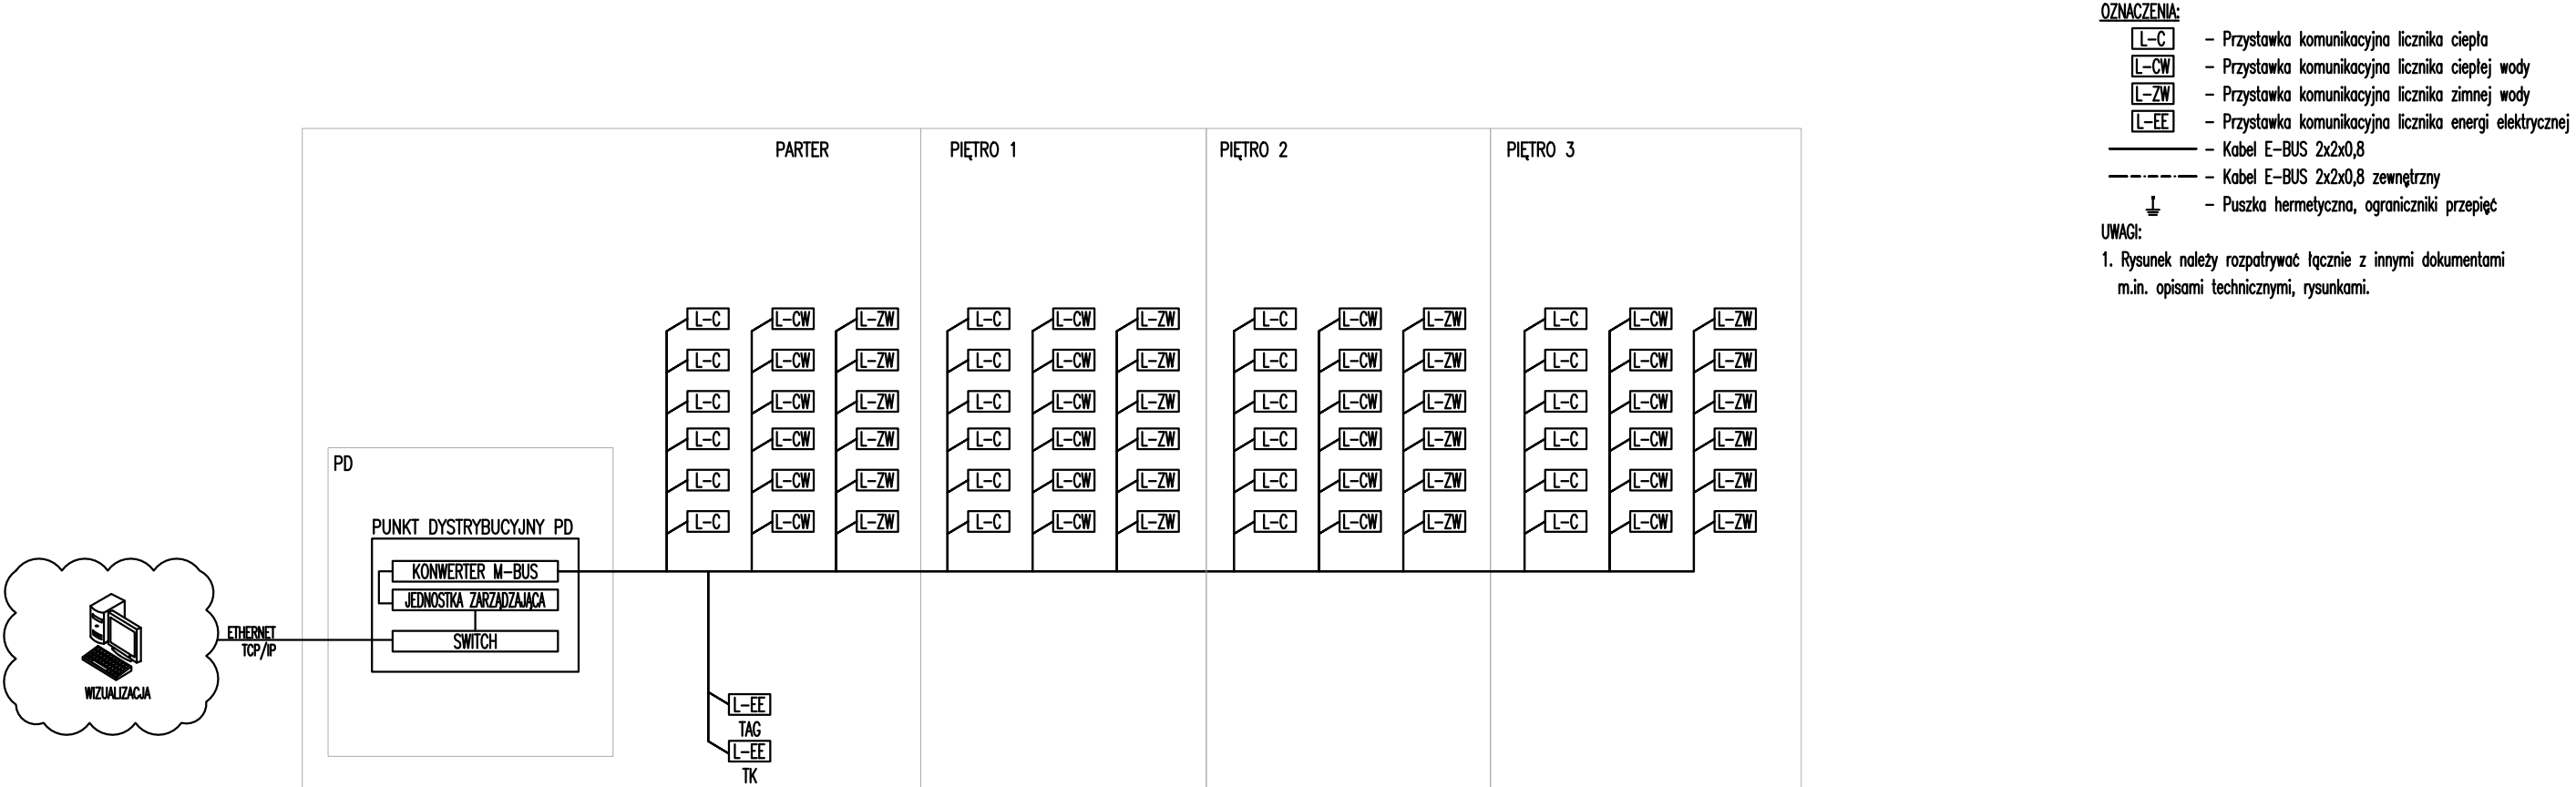 OZNACZENIA:
L-C - Przystawka komunikacyjna licznika ciepła
L-CW - Przystawka komunikacyjna licznika ciepłej wody
L-ZW - Przystawka komunikacyjna licznika zimnej wody
L-EE - Przystawka komunikacyjna licznika energi elektrycznej
- Kabel E-BUS 2x2x0,8
- Kabel E-BUS 2x2x0,8 zewnętrzny
- Puszka hermetyczna, ograniczniki przepięć
UWAGI:
1. Rysunek należy rozpatrywać łącznie z innymi dokumentami
m.in. opisami technicznymi, rysunkami.
PARTER PIĘTRO 1 PIĘTRO 2 PIĘTRO 3
L-C L-CW L-ZW L-C L-CW L-ZW L-C L-CW L-ZW L-C L-CW L-ZW
L-C L-CW L-ZW L-C L-CW L-ZW L-C L-CW L-ZW L-C L-CW L-ZW
L-C L-CW L-ZW L-C L-CW L-ZW L-C L-CW L-ZW L-C L-CW L-ZW
L-C L-CW L-ZW L-C L-CW L-ZW L-C L-CW L-ZW L-C L-CW L-ZW
L-C L-CW L-ZW L-C L-CW L-ZW L-C L-CW L-ZW L-C L-CW L-ZW
L-C L-CW L-ZW L-C L-CW L-ZW L-C L-CW L-ZW L-C L-CW L-ZW
PD
PUNKT DYSTRYBUCYJNY PD
KONWERTER M-BUS
JEDNOSTKA ZARZĄDZAJĄCA
SWITCH
ETHERNET
TCP/IP
WIZUALIZACJA
L-EE
TAG
L-EE
TK